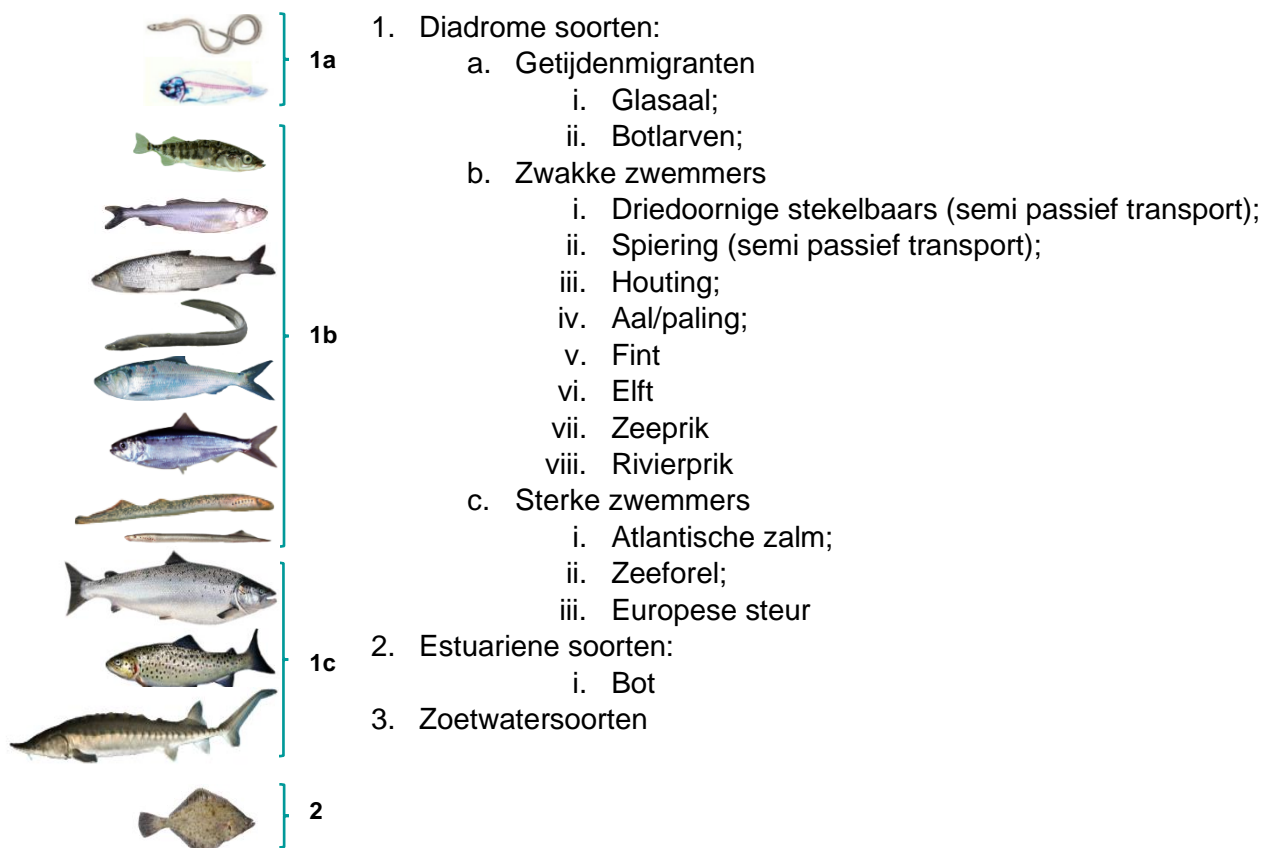 1. Diadrome soorten:
a. Getijdenmigranten
1a
i. Glasaal;
ii. Botlarven;
b. Zwakke zwemmers
i. Driedoornige stekelbaars (semi passief transport);
ii. Spiering (semi passief transport);
iii. Houting;
1b
iv. Aal/paling;
v. Fint
vi. Elft
vii. Zeeprik
viii. Rivierprik
c. Sterke zwemmers
i. Atlantische zalm;
ii. Zeeforel;
iii. Europese steur
1c
2. Estuariene soorten:
i. Bot
3. Zoetwatersoorten
2